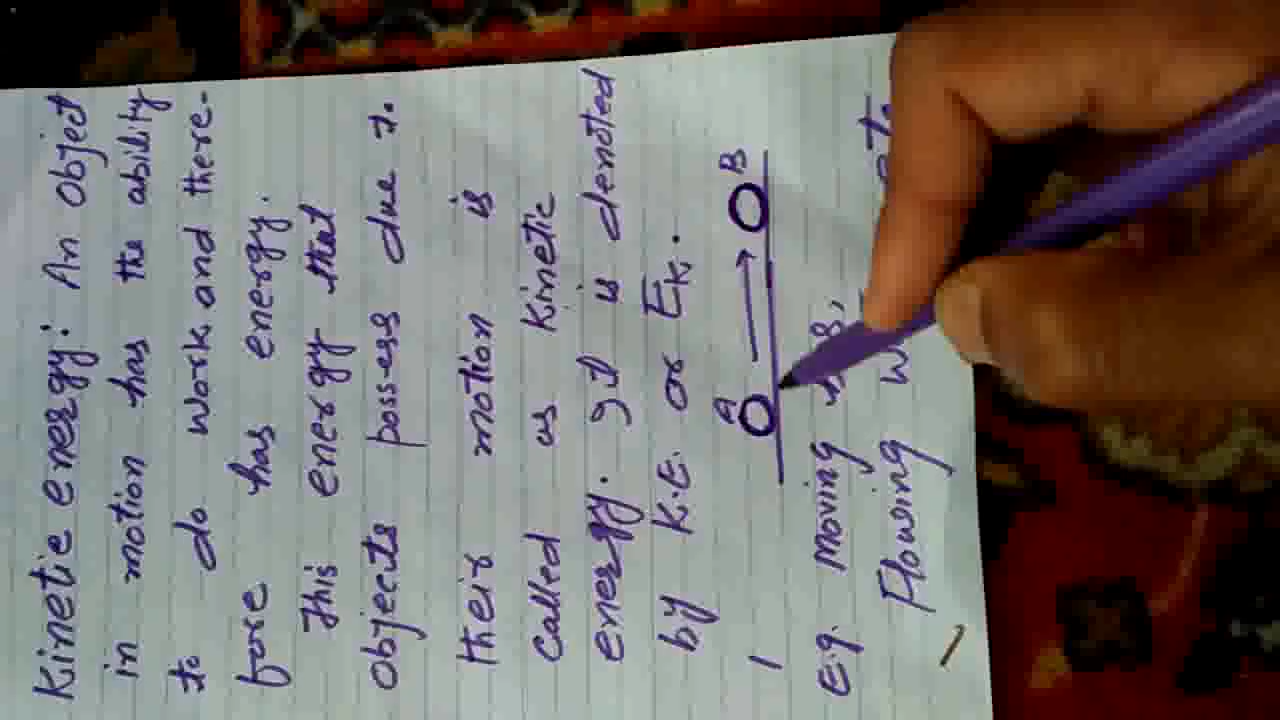 Kinetic energy: An object
in motion has the ability
to do work and there-
fore has energy.
This energy that
objects possess due to
their motion is
called as kinetic
energy. It is denoted
by K.E. or EK.
A B
E.g. Moving
Flowing